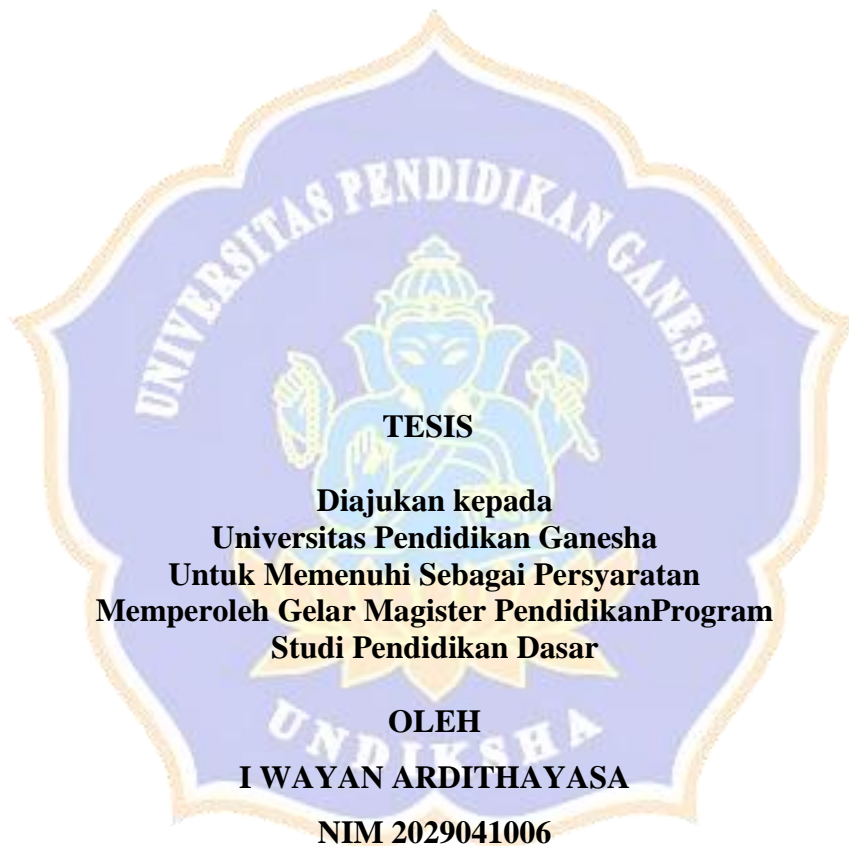 UNIVERSITAS PENDIDIKAN GANESHA
TESIS
Diajukan kepada
Universitas Pendidikan Ganesha
Untuk Memenuhi Sebagai Persyaratan
Memperoleh Gelar Magister PendidikanProgram
Studi Pendidikan Dasar
UNDIKSHA
OLEH
I WAYAN ARDITHAYASA
NIM 2029041006